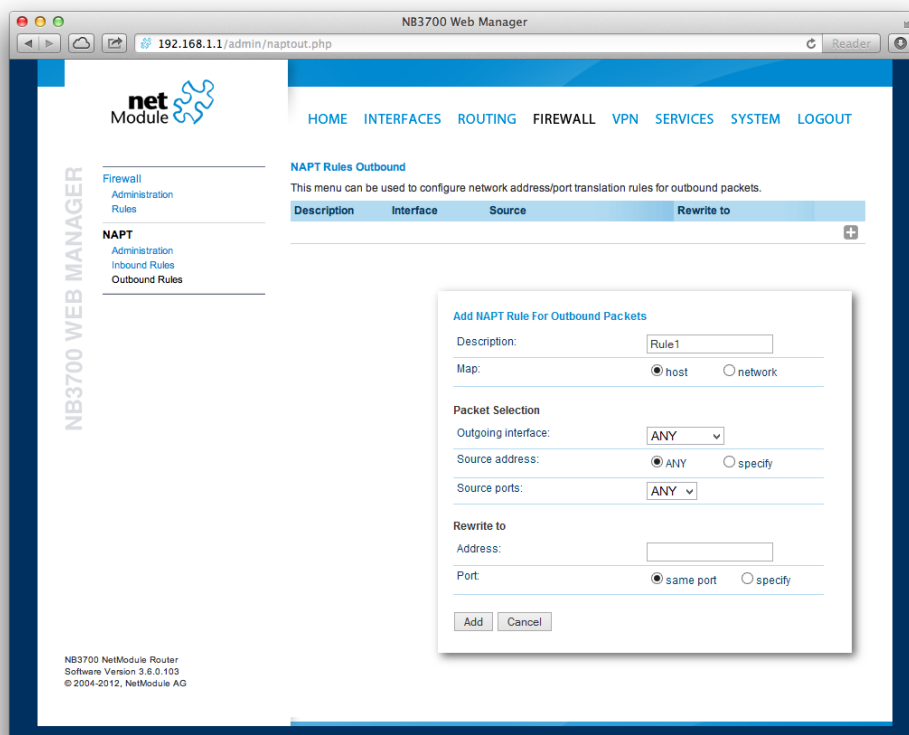 NB3700 Web Manager
192.168.1.1/admin/naptout.php
Reader
net
Module
HOME INTERFACES ROUTING FIREWALL VPN SERVICES SYSTEM LOGOUT
NB3700 WEB MANAGER
Firewall
Administration
Rules
NAPT
Administration
Inbound Rules
Outbound Rules
NAPT Rules Outbound
This menu can be used to configure network address/port translation rules for outbound packets.
Description Interface Source Rewrite to
Add NAPT Rule For Outbound Packets
Description: Rule1
Map: host network
Packet Selection
Outgoing interface: ANY
Source address: ANY specify
Source ports: ANY
Rewrite to
Address:
Port: same port specify
Add Cancel
NB3700 NetModule Router
Software Version 3.6.0.103
© 2004-2012, NetModule AG